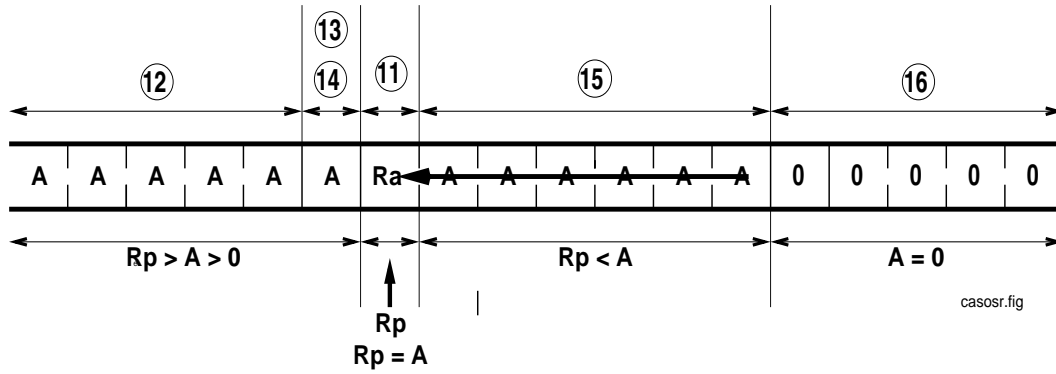 13
12 14 11 15 16
A A A A A A Ra A A A A A A 0 0 0 0 0
Rp > A > 0 Rp < A A = 0
casosr.fig
Rp
Rp = A